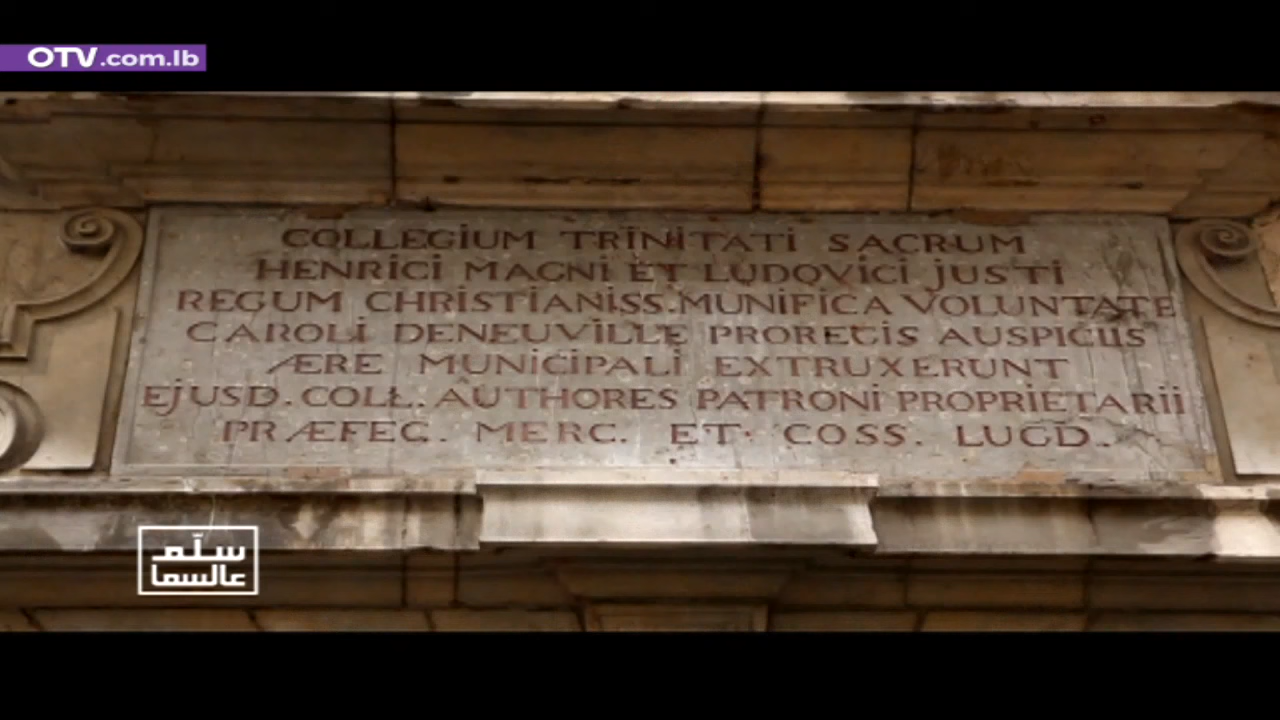 OTV.com.lb
COLLEGIUM TRINITATI SACRUM
HENRICI MAGNI ET LUDOVICI JUSTI
REGUM CHRISTIANISS. MUNIFICA VOLUNTATE
CAROLI DENEUVILLE PROREGIS AUSPICIIS
ÆRE MUNICIPALI EXTRUXERUNT
EJUSD. COLL. AUTHORES PATRONI PROPRIETARII
PRÆFEC. MERC. ET COSS. LUGD.
سلّم
عالسما